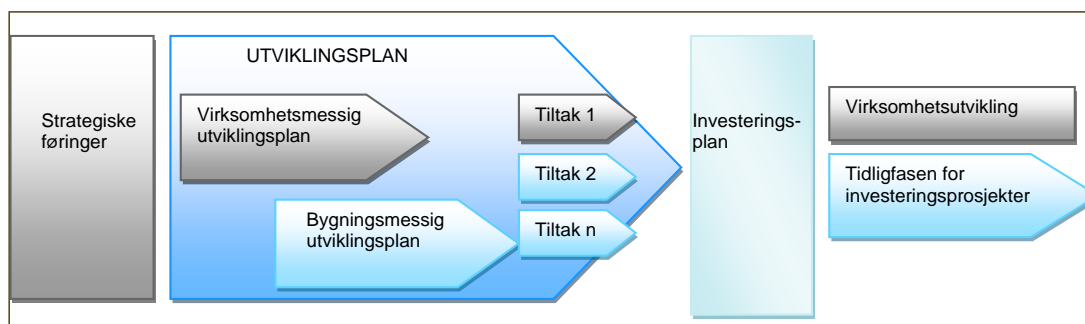 Strategiske
føringer
UTVIKLINGSPLAN
Virksomhetsmessig
utviklingsplan
Bygningsmessig
utviklingsplan
Tiltak 1
Tiltak 2
Tiltak n
Investerings-
plan
Virksomhetsutvikling
Tidligfasen for
investeringsprosjekter